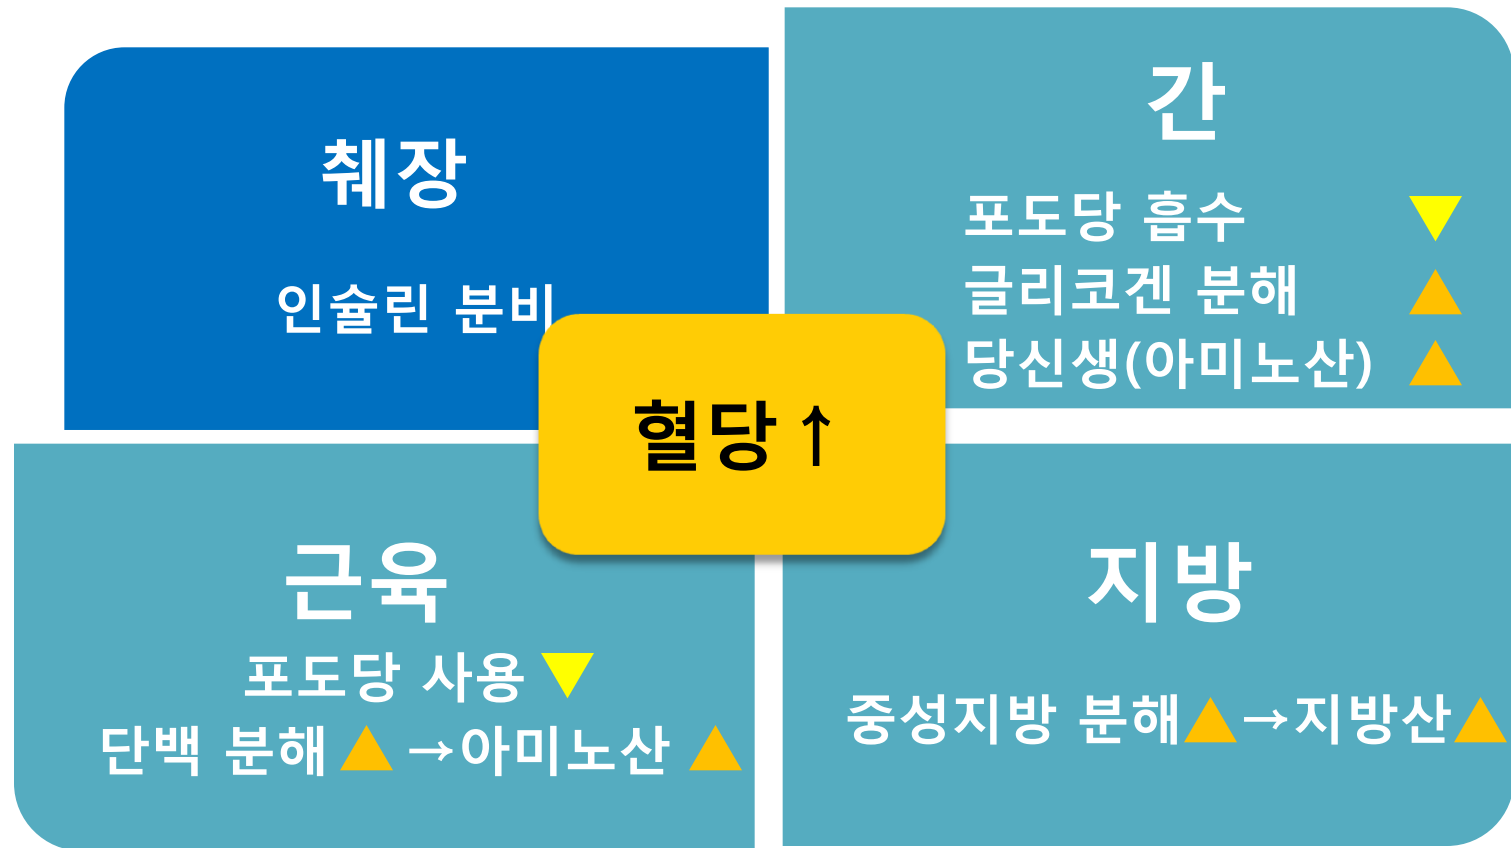 췌장
인슐린 분비
간
포도당 흡수 ▼
글리코겐 분해 ▲
당신생(아미노산) ▲
혈당 ↑
근육
포도당 사용 ▼
단백 분해 ▲ →아미노산 ▲
지방
중성지방 분해▲→지방산▲